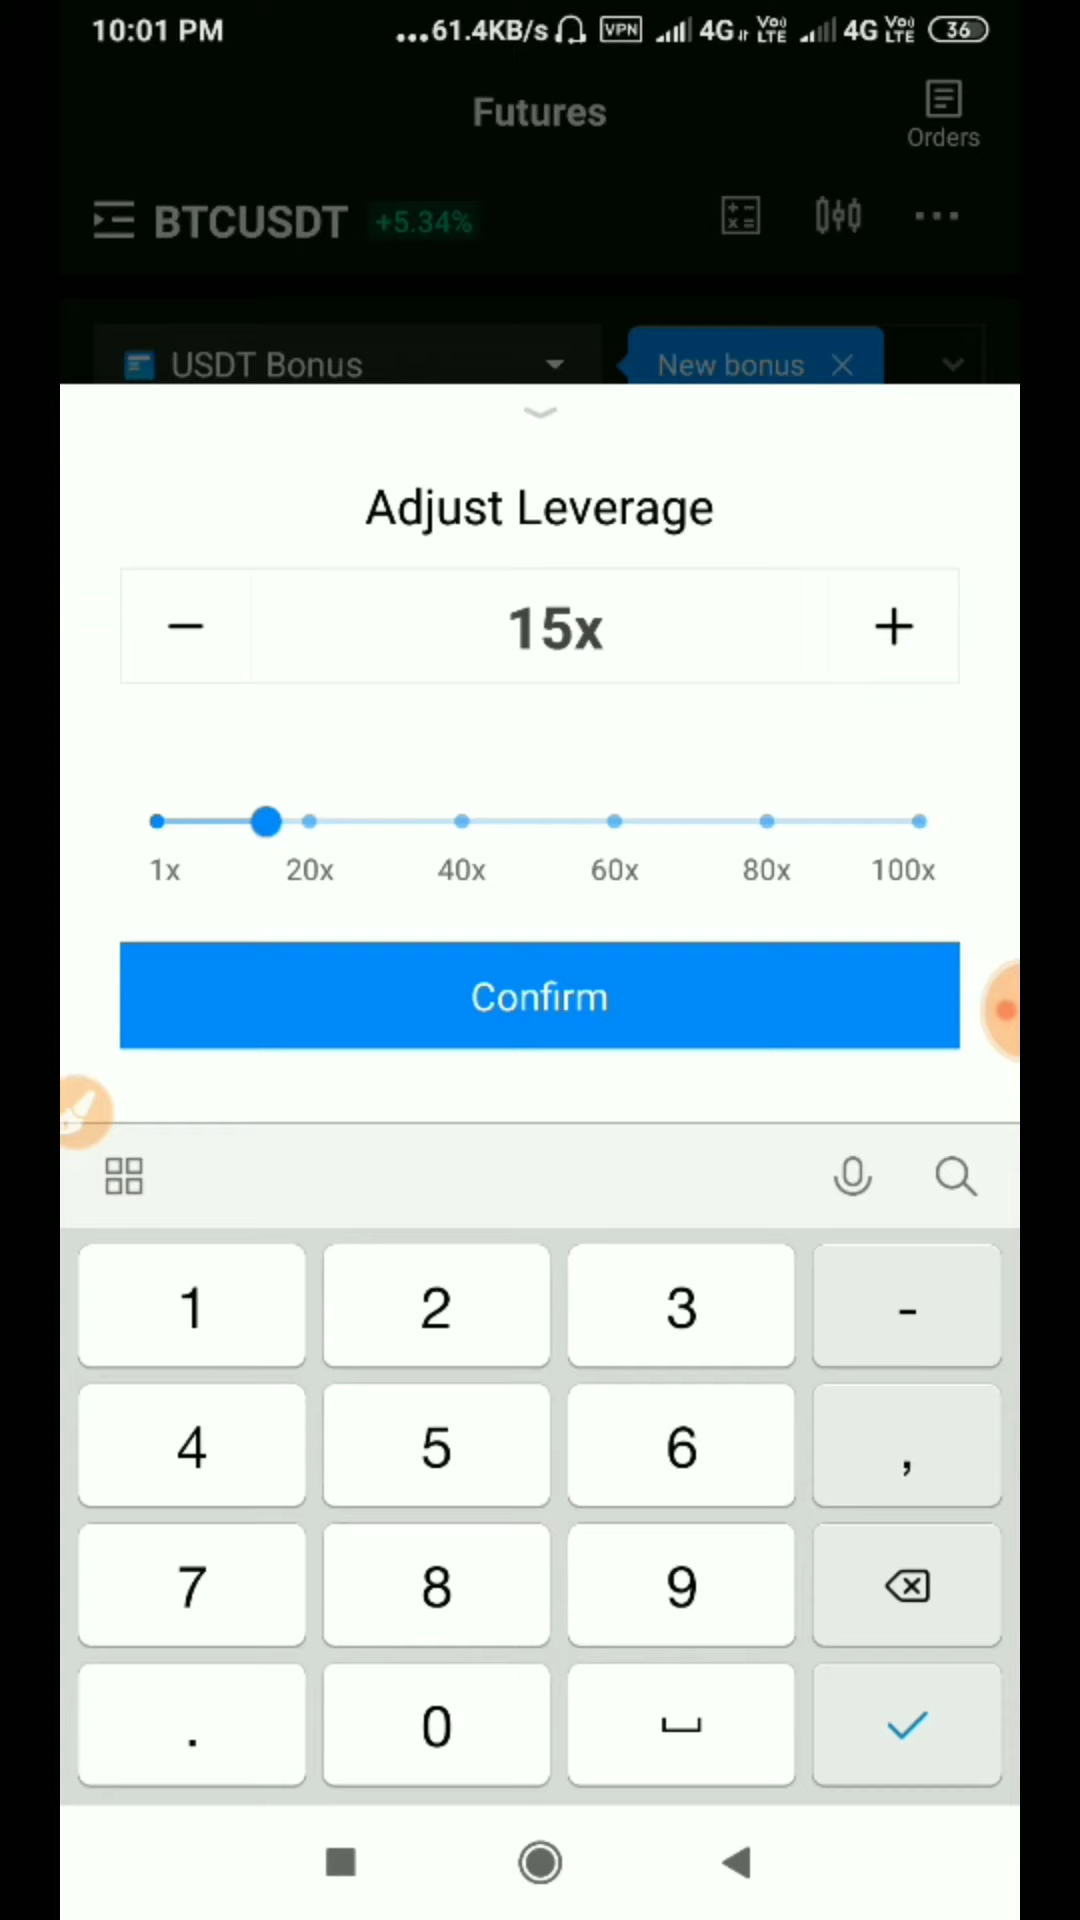 10:01 PM ...61.4KB/s VPN 4G Vo) LTE 4G Vo) LTE 36
Futures
Orders
BTCUSDT +5.34%
USDT Bonus New bonus
Adjust Leverage
− 15x +
1x 20x 40x 60x 80x 100x
Confirm
1 2 3 -
4 5 6 ,
7 8 9
. 0